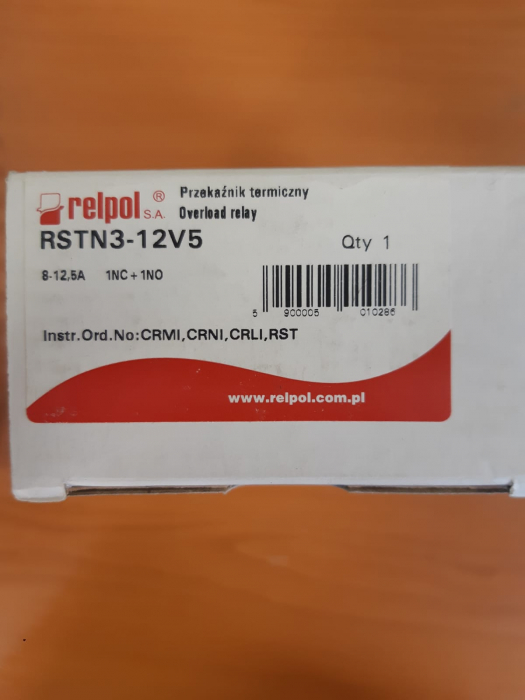 relpol ® S.A.
Przekaźnik termiczny
Overload relay
RSTN3-12V5
Qty 1
8-12,5A 1NC+1NO
5 900005 010286
Instr.Ord.No:CRMI,CRNI,CRLI,RST
www.relpol.com.pl